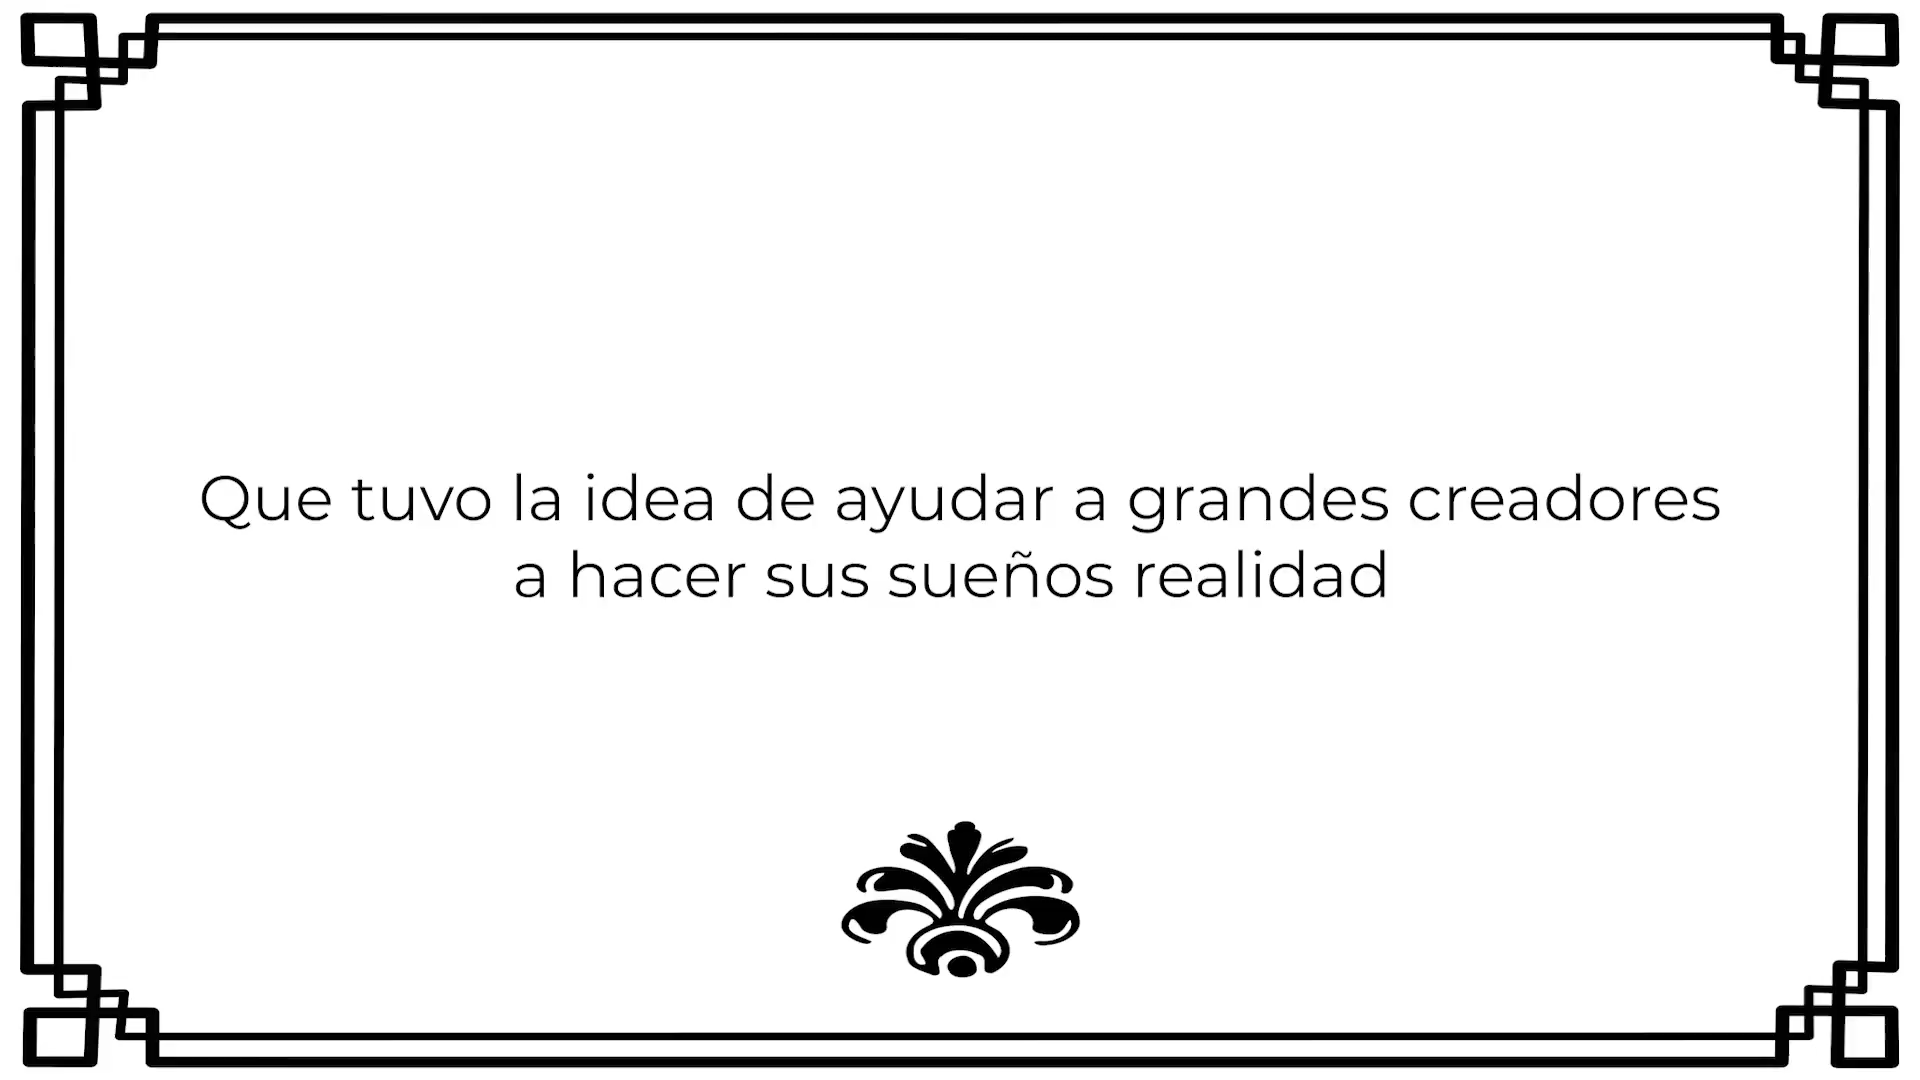 Que tuvo la idea de ayudar a grandes creadores
a hacer sus sueños realidad